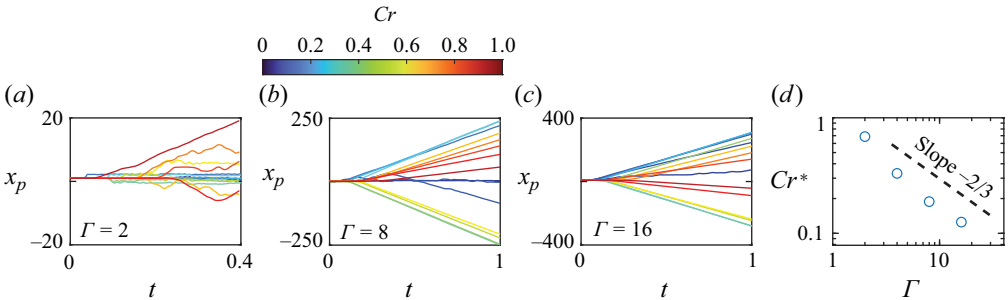 Cr
0 0.2 0.4 0.6 0.8 1.0
(a) (b) (c) (d)
20 250 400 1
x_p x_p x_p Cr* Slope −2/3
Γ = 2 Γ = 8 Γ = 16
−20 −250 −400 0.1
0 0.4 0 1 0 1 1 10
t t t Γ